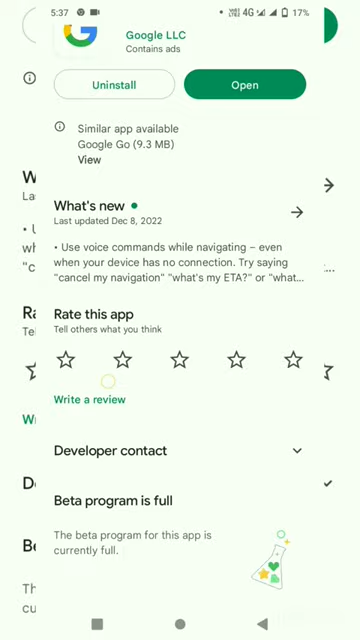 5:37
4G
17%
Google LLC
Contains ads
Uninstall
Open
Similar app available
Google Go (9.3 MB)
View
What's new
Last updated Dec 8, 2022
• Use voice commands while navigating – even
when your device has no connection. Try saying
"cancel my navigation" "what's my ETA?" or "what...
Rate this app
Tell others what you think
Write a review
Developer contact
Beta program is full
The beta program for this app is
currently full.